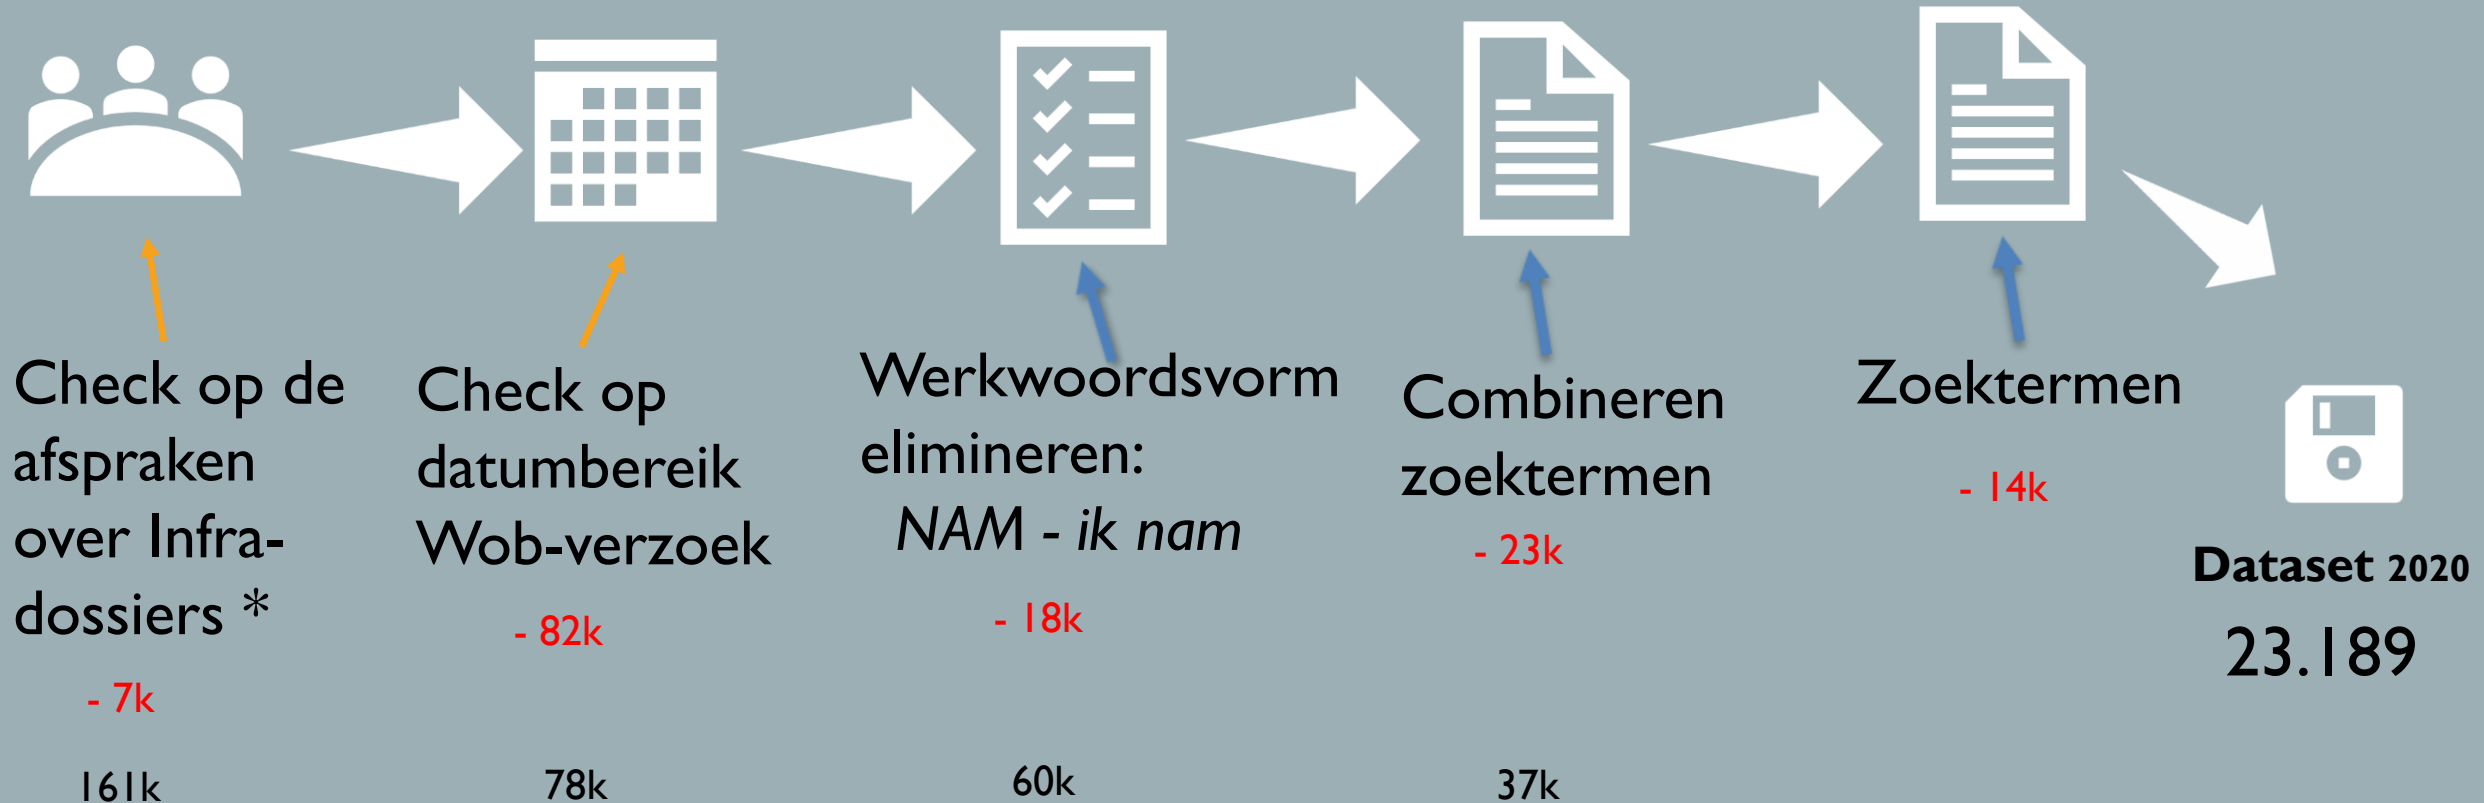 Check op de
afspraken
over Infra-
dossiers *
- 7k
161k
Check op
datumbereik
Wob-verzoek
- 82k
78k
Werkwoordsvorm
elimineren:
NAM - ik nam
- 18k
60k
Combineren
zoektermen
- 23k
37k
Zoektermen
- 14k
Dataset 2020
23.189